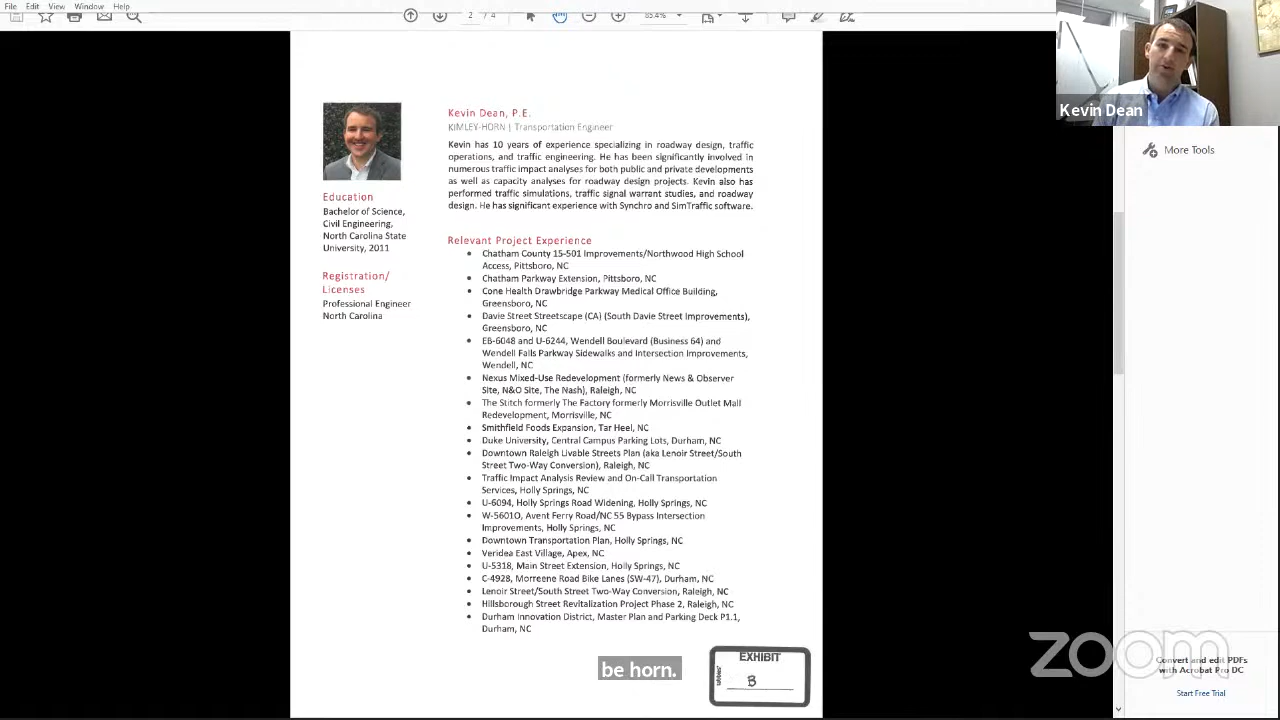 File Edit View Window Help
2 / 4
85.4%
Kevin Dean
More Tools
Kevin Dean, P.E.
KIMLEY-HORN | Transportation Engineer
Kevin has 10 years of experience specializing in roadway design, traffic
operations, and traffic engineering. He has been significantly involved in
numerous traffic impact analyses for both public and private developments
as well as capacity analyses for roadway design projects. Kevin also has
performed traffic simulations, traffic signal warrant studies, and roadway
design. He has significant experience with Synchro and SimTraffic software.
Education
Bachelor of Science,
Civil Engineering,
North Carolina State
University, 2011
Registration/
Licenses
Professional Engineer
North Carolina
Relevant Project Experience
• Chatham County 15-501 Improvements/Northwood High School
Access, Pittsboro, NC
• Chatham Parkway Extension, Pittsboro, NC
• Cone Health Drawbridge Parkway Medical Office Building,
Greensboro, NC
• Davie Street Streetscape (CA) (South Davie Street Improvements),
Greensboro, NC
• EB-6048 and U-6244, Wendell Boulevard (Business 64) and
Wendell Falls Parkway Sidewalks and Intersection Improvements,
Wendell, NC
• Nexus Mixed-Use Redevelopment (formerly News & Observer
Site, N&O Site, The Nash), Raleigh, NC
• The Stitch formerly The Factory formerly Morrisville Outlet Mall
Redevelopment, Morrisville, NC
• Smithfield Foods Expansion, Tar Heel, NC
• Duke University, Central Campus Parking Lots, Durham, NC
• Downtown Raleigh Livable Streets Plan (aka Lenoir Street/South
Street Two-Way Conversion), Raleigh, NC
• Traffic Impact Analysis Review and On-Call Transportation
Services, Holly Springs, NC
• U-6094, Holly Springs Road Widening, Holly Springs, NC
• W-5601O, Avent Ferry Road/NC 55 Bypass Intersection
Improvements, Holly Springs, NC
• Downtown Transportation Plan, Holly Springs, NC
• Veridea East Village, Apex, NC
• U-5318, Main Street Extension, Holly Springs, NC
• C-4928, Morreene Road Bike Lanes (SW-47), Durham, NC
• Lenoir Street/South Street Two-Way Conversion, Raleigh, NC
• Hillsborough Street Revitalization Project Phase 2, Raleigh, NC
• Durham Innovation District, Master Plan and Parking Deck P1.1,
Durham, NC
be horn.
EXHIBIT
B
zoom
Convert and edit PDFs
with Acrobat Pro DC
Start Free Trial